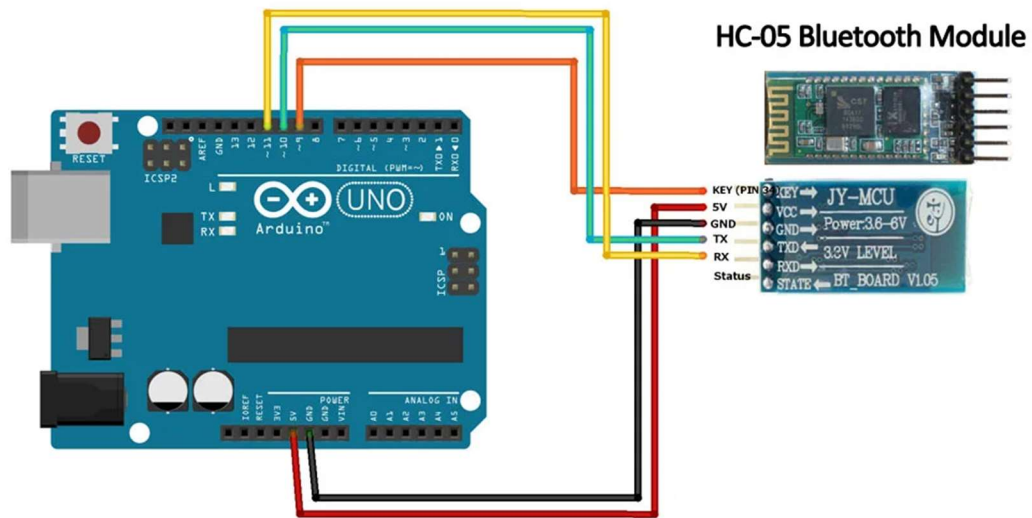 HC-05 Bluetooth Module
RESET
ICSP2
AREF
GND
13
12
~11
~10
~9
8
7
~6
~5
4
~3
2
TXD ▸ 1
RXD ◂ 0
DIGITAL (PWM=~)
L
TX
RX
UNO
Arduino™
ON
1
ICSP
IOREF
RESET
3V3
5V
GND
GND
VIN
POWER
ANALOG IN
A0
A1
A2
A3
A4
A5
KEY (PIN 34)
5V
GND
TX
RX
Status
KEY JY-MCU
VCC
GND Power:3.6-6V
TXD
RXD 3.3V LEVEL
STATE BT_BOARD V1.05